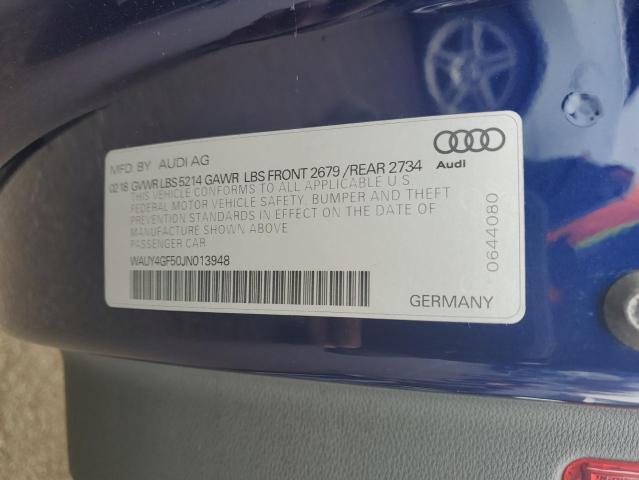 MFD. BY AUDI AG
0218 GVWR LBS 5214 GAWR LBS FRONT 2679 /REAR 2734
THIS VEHICLE CONFORMS TO ALL APPLICABLE U.S.
FEDERAL MOTOR VEHICLE SAFETY, BUMPER AND THEFT
PREVENTION STANDARDS IN EFFECT ON THE DATE OF
MANUFACTURE SHOWN ABOVE
PASSENGER CAR
WAUY4GF50JN013948
GERMANY
Audi
0644080